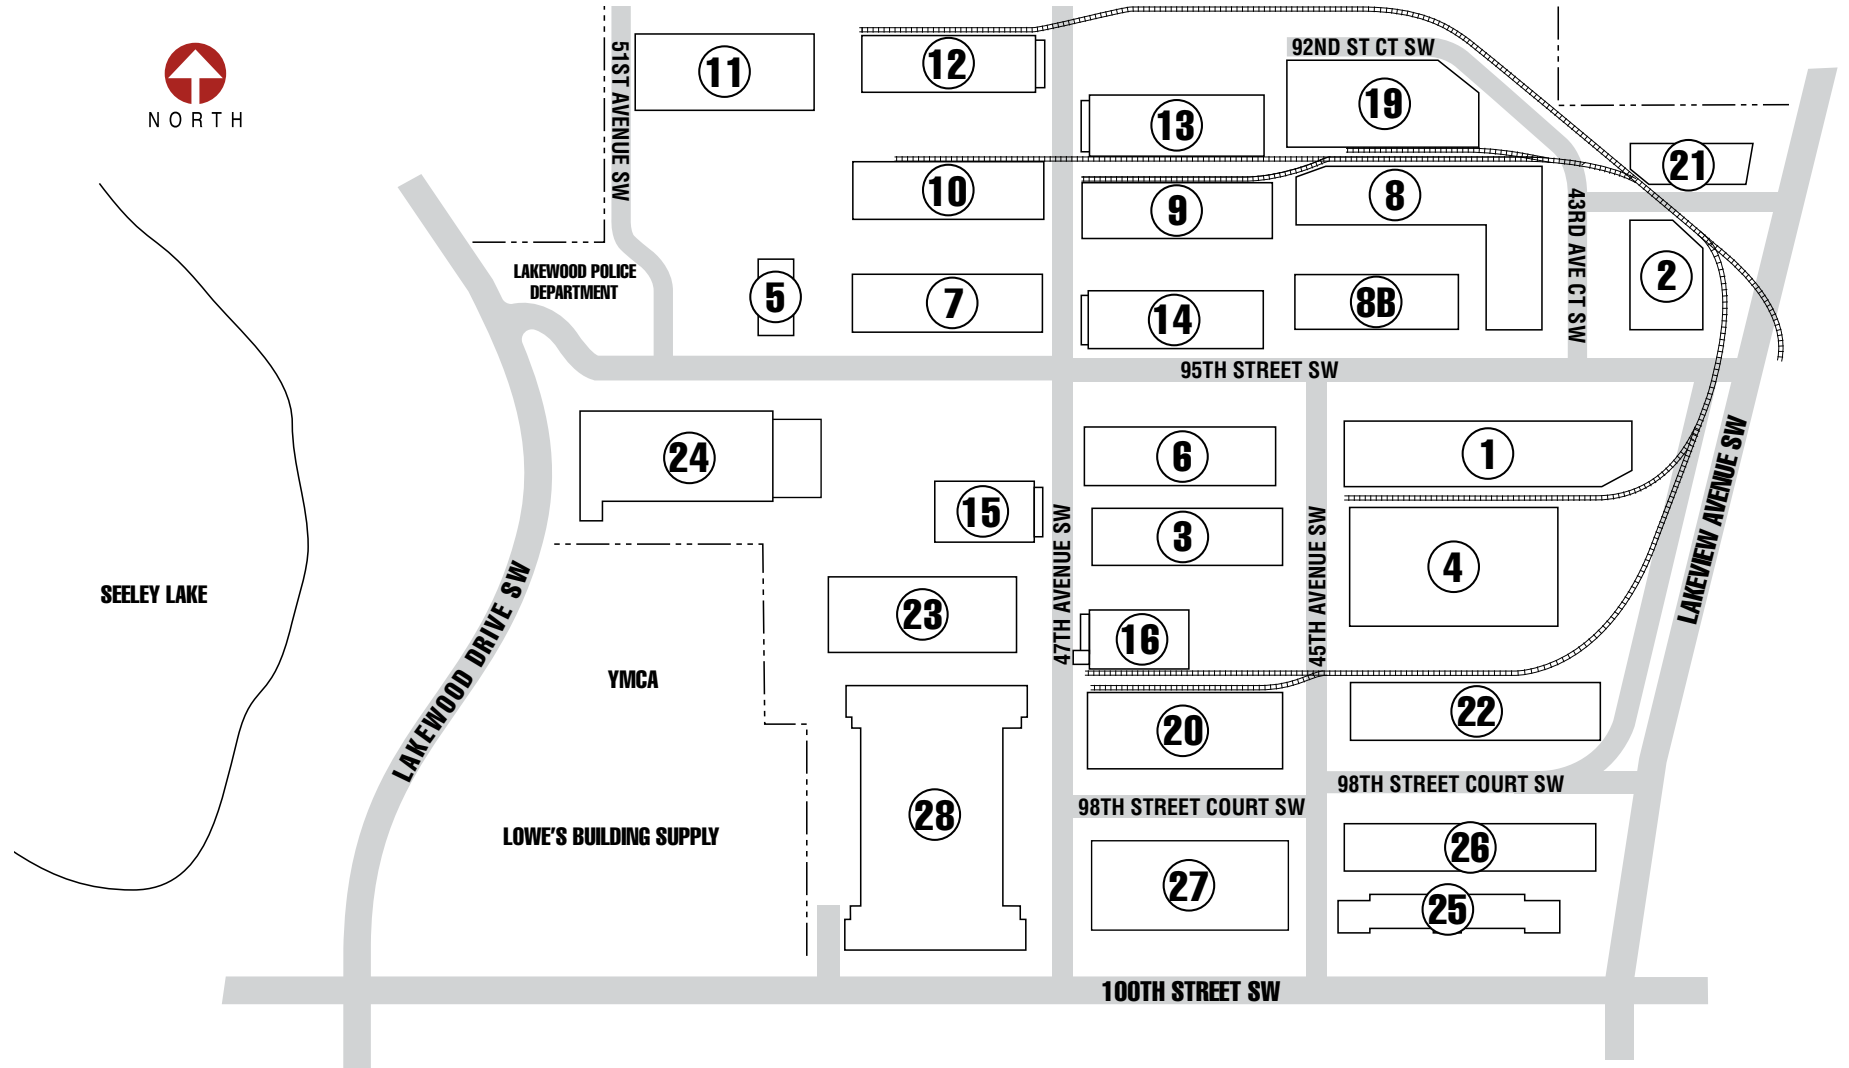 NORTH
51ST AVENUE SW
11
12
92ND ST CT SW
13
19
21
10
9
8
43RD AVE CT SW
LAKEWOOD POLICE
DEPARTMENT
5
7
14
8B
2
95TH STREET SW
24
6
1
15
3
4
47TH AVENUE SW
45TH AVENUE SW
LAKEVIEW AVENUE SW
SEELEY LAKE
LAKEWOOD DRIVE SW
23
16
YMCA
20
22
98TH STREET COURT SW
98TH STREET COURT SW
LOWE'S BUILDING SUPPLY
28
26
27
25
100TH STREET SW